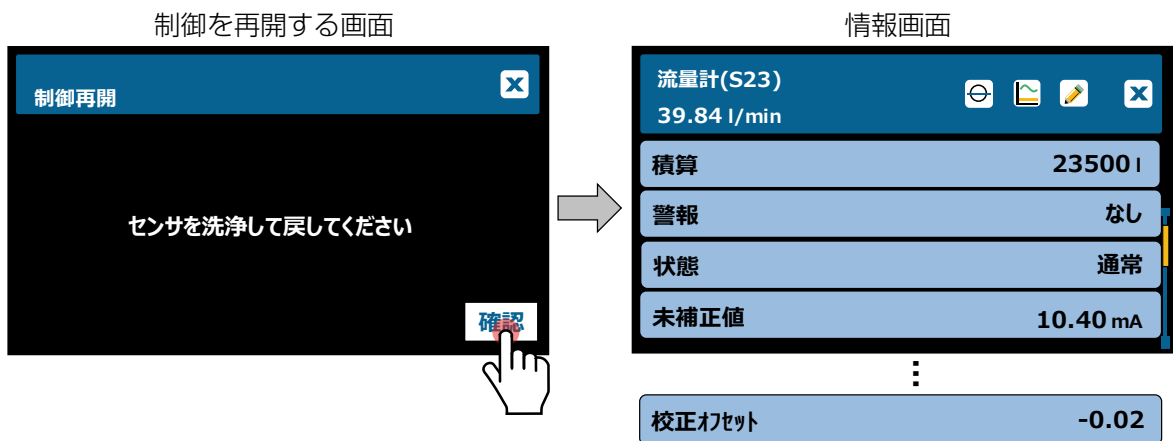 制御を再開する画面
制御再開
センサを洗浄して戻してください
確認
情報画面
流量計(S23)
39.84 l/min
積算 23500 l
警報 なし
状態 通常
未補正値 10.40 mA
校正ｵﾌｾｯﾄ -0.02